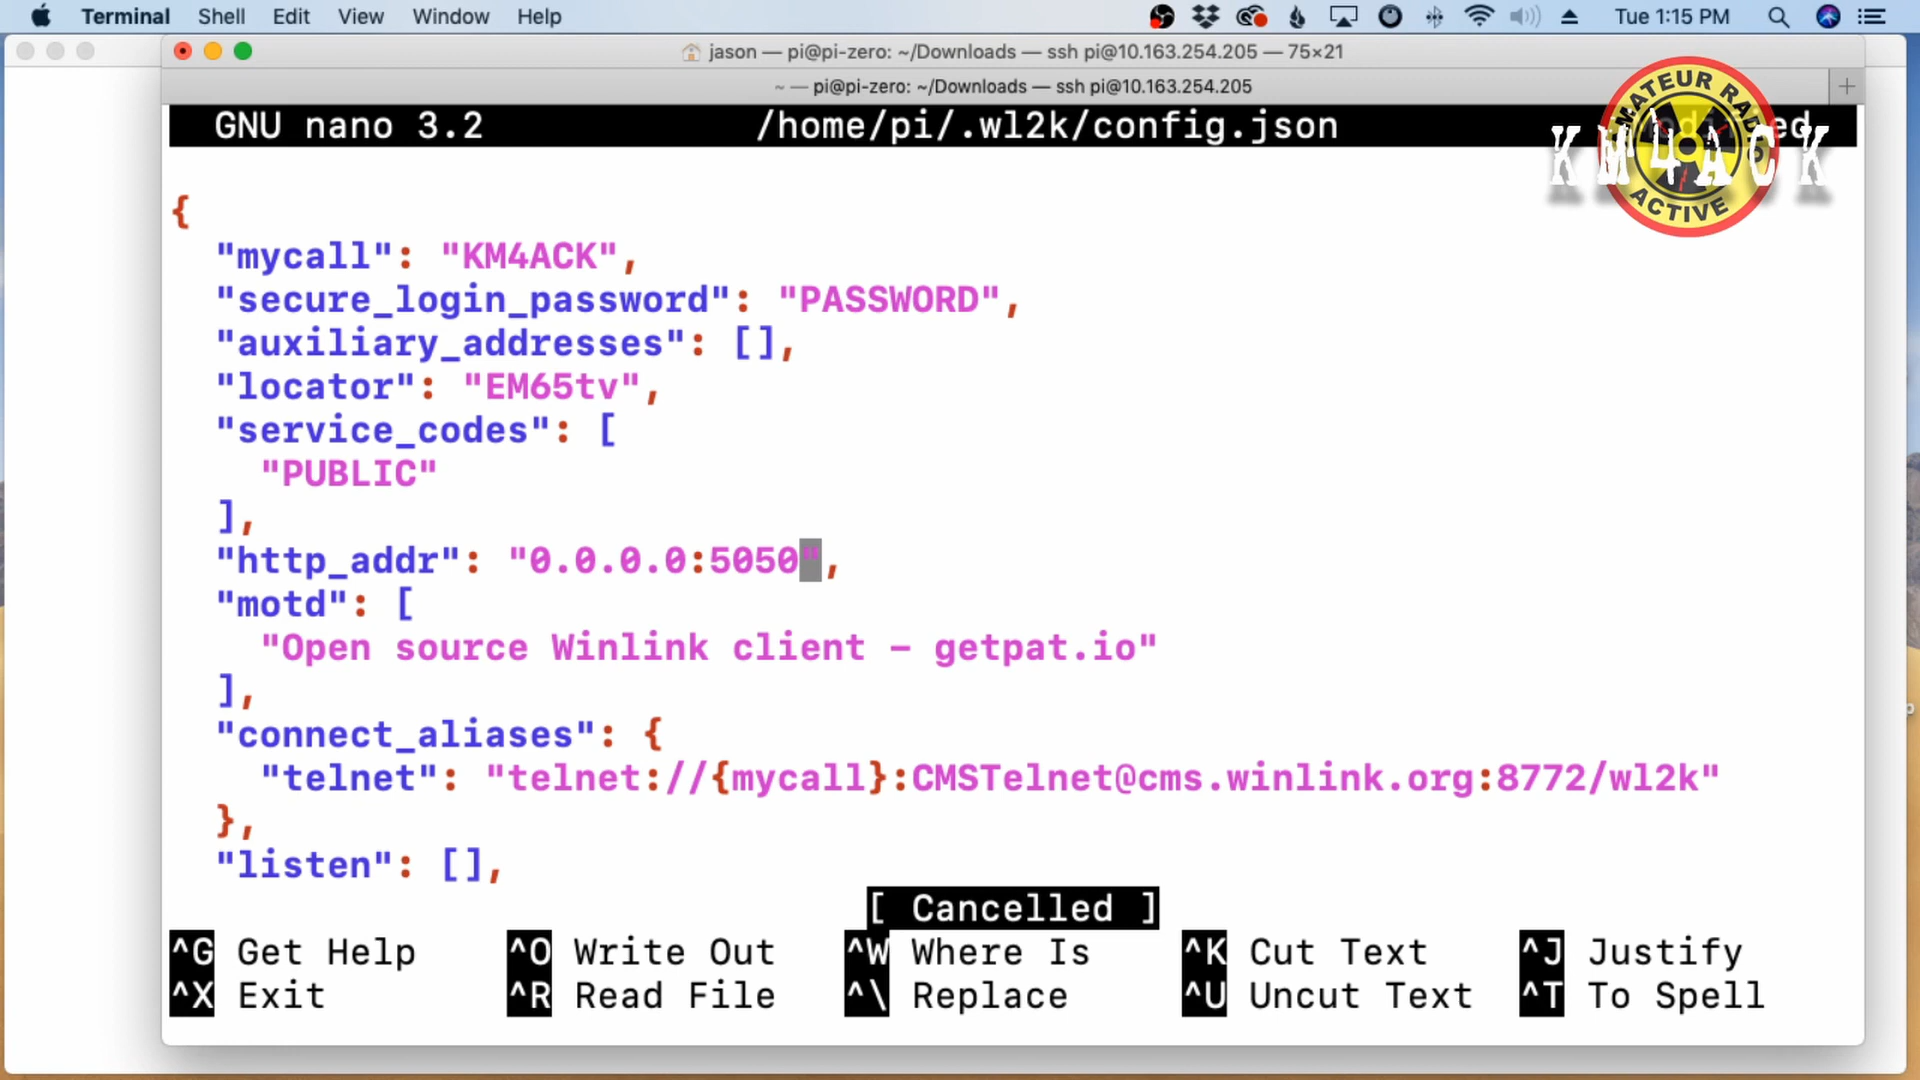 Terminal Shell Edit View Window Help Tue 1:15 PM
jason — pi@pi-zero: ~/Downloads — ssh pi@10.163.254.205 — 75×21
~ — pi@pi-zero: ~/Downloads — ssh pi@10.163.254.205
GNU nano 3.2 /home/pi/.wl2k/config.json
AMATEUR RADIO
KM4ACK
ACTIVE
{
"mycall": "KM4ACK",
"secure_login_password": "PASSWORD",
"auxiliary_addresses": [],
"locator": "EM65tv",
"service_codes": [
"PUBLIC"
],
"http_addr": "0.0.0.0:5050",
"motd": [
"Open source Winlink client - getpat.io"
],
"connect_aliases": {
"telnet": "telnet://{mycall}:CMSTelnet@cms.winlink.org:8772/wl2k"
},
"listen": [],
[ Cancelled ]
^G Get Help ^O Write Out ^W Where Is ^K Cut Text ^J Justify
^X Exit ^R Read File ^\ Replace ^U Uncut Text ^T To Spell